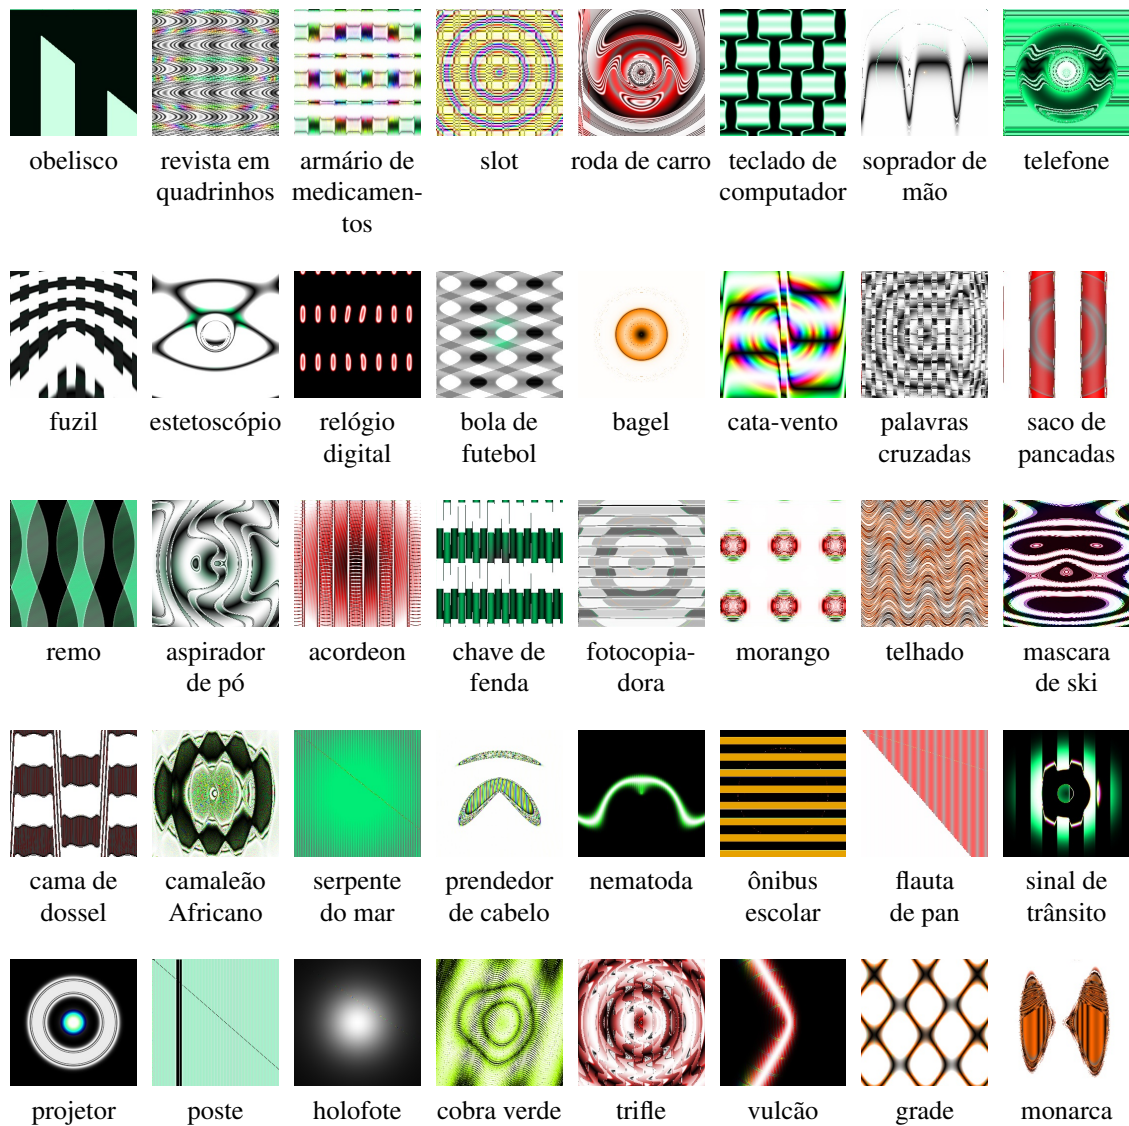 obelisco
revista em
quadrinhos
armário de
medicamen-
tos
slot
roda de carro
teclado de
computador
soprador de
mão
telefone
fuzil
estetoscópio
relógio
digital
bola de
futebol
bagel
cata-vento
palavras
cruzadas
saco de
pancadas
remo
aspirador
de pó
acordeon
chave de
fenda
fotocopia-
dora
morango
telhado
mascara
de ski
cama de
dossel
camaleão
Africano
serpente
do mar
prendedor
de cabelo
nematoda
ônibus
escolar
flauta
de pan
sinal de
trânsito
projetor
poste
holofote
cobra verde
trifle
vulcão
grade
monarca